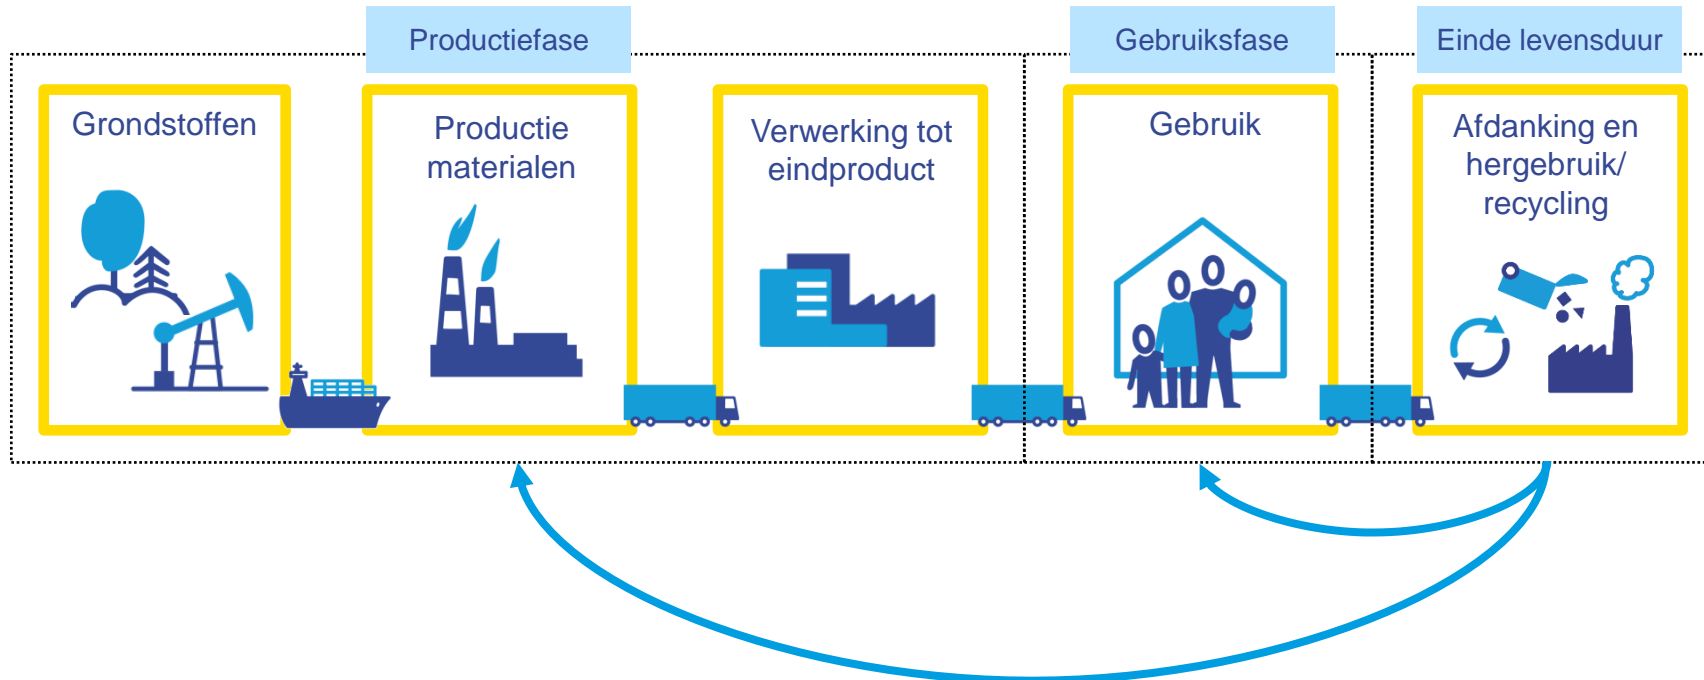 Productiefase
Gebruiksfase
Einde levensduur
Grondstoffen
Productie
materialen
Verwerking tot
eindproduct
Gebruik
Afdanking en
hergebruik/
recycling